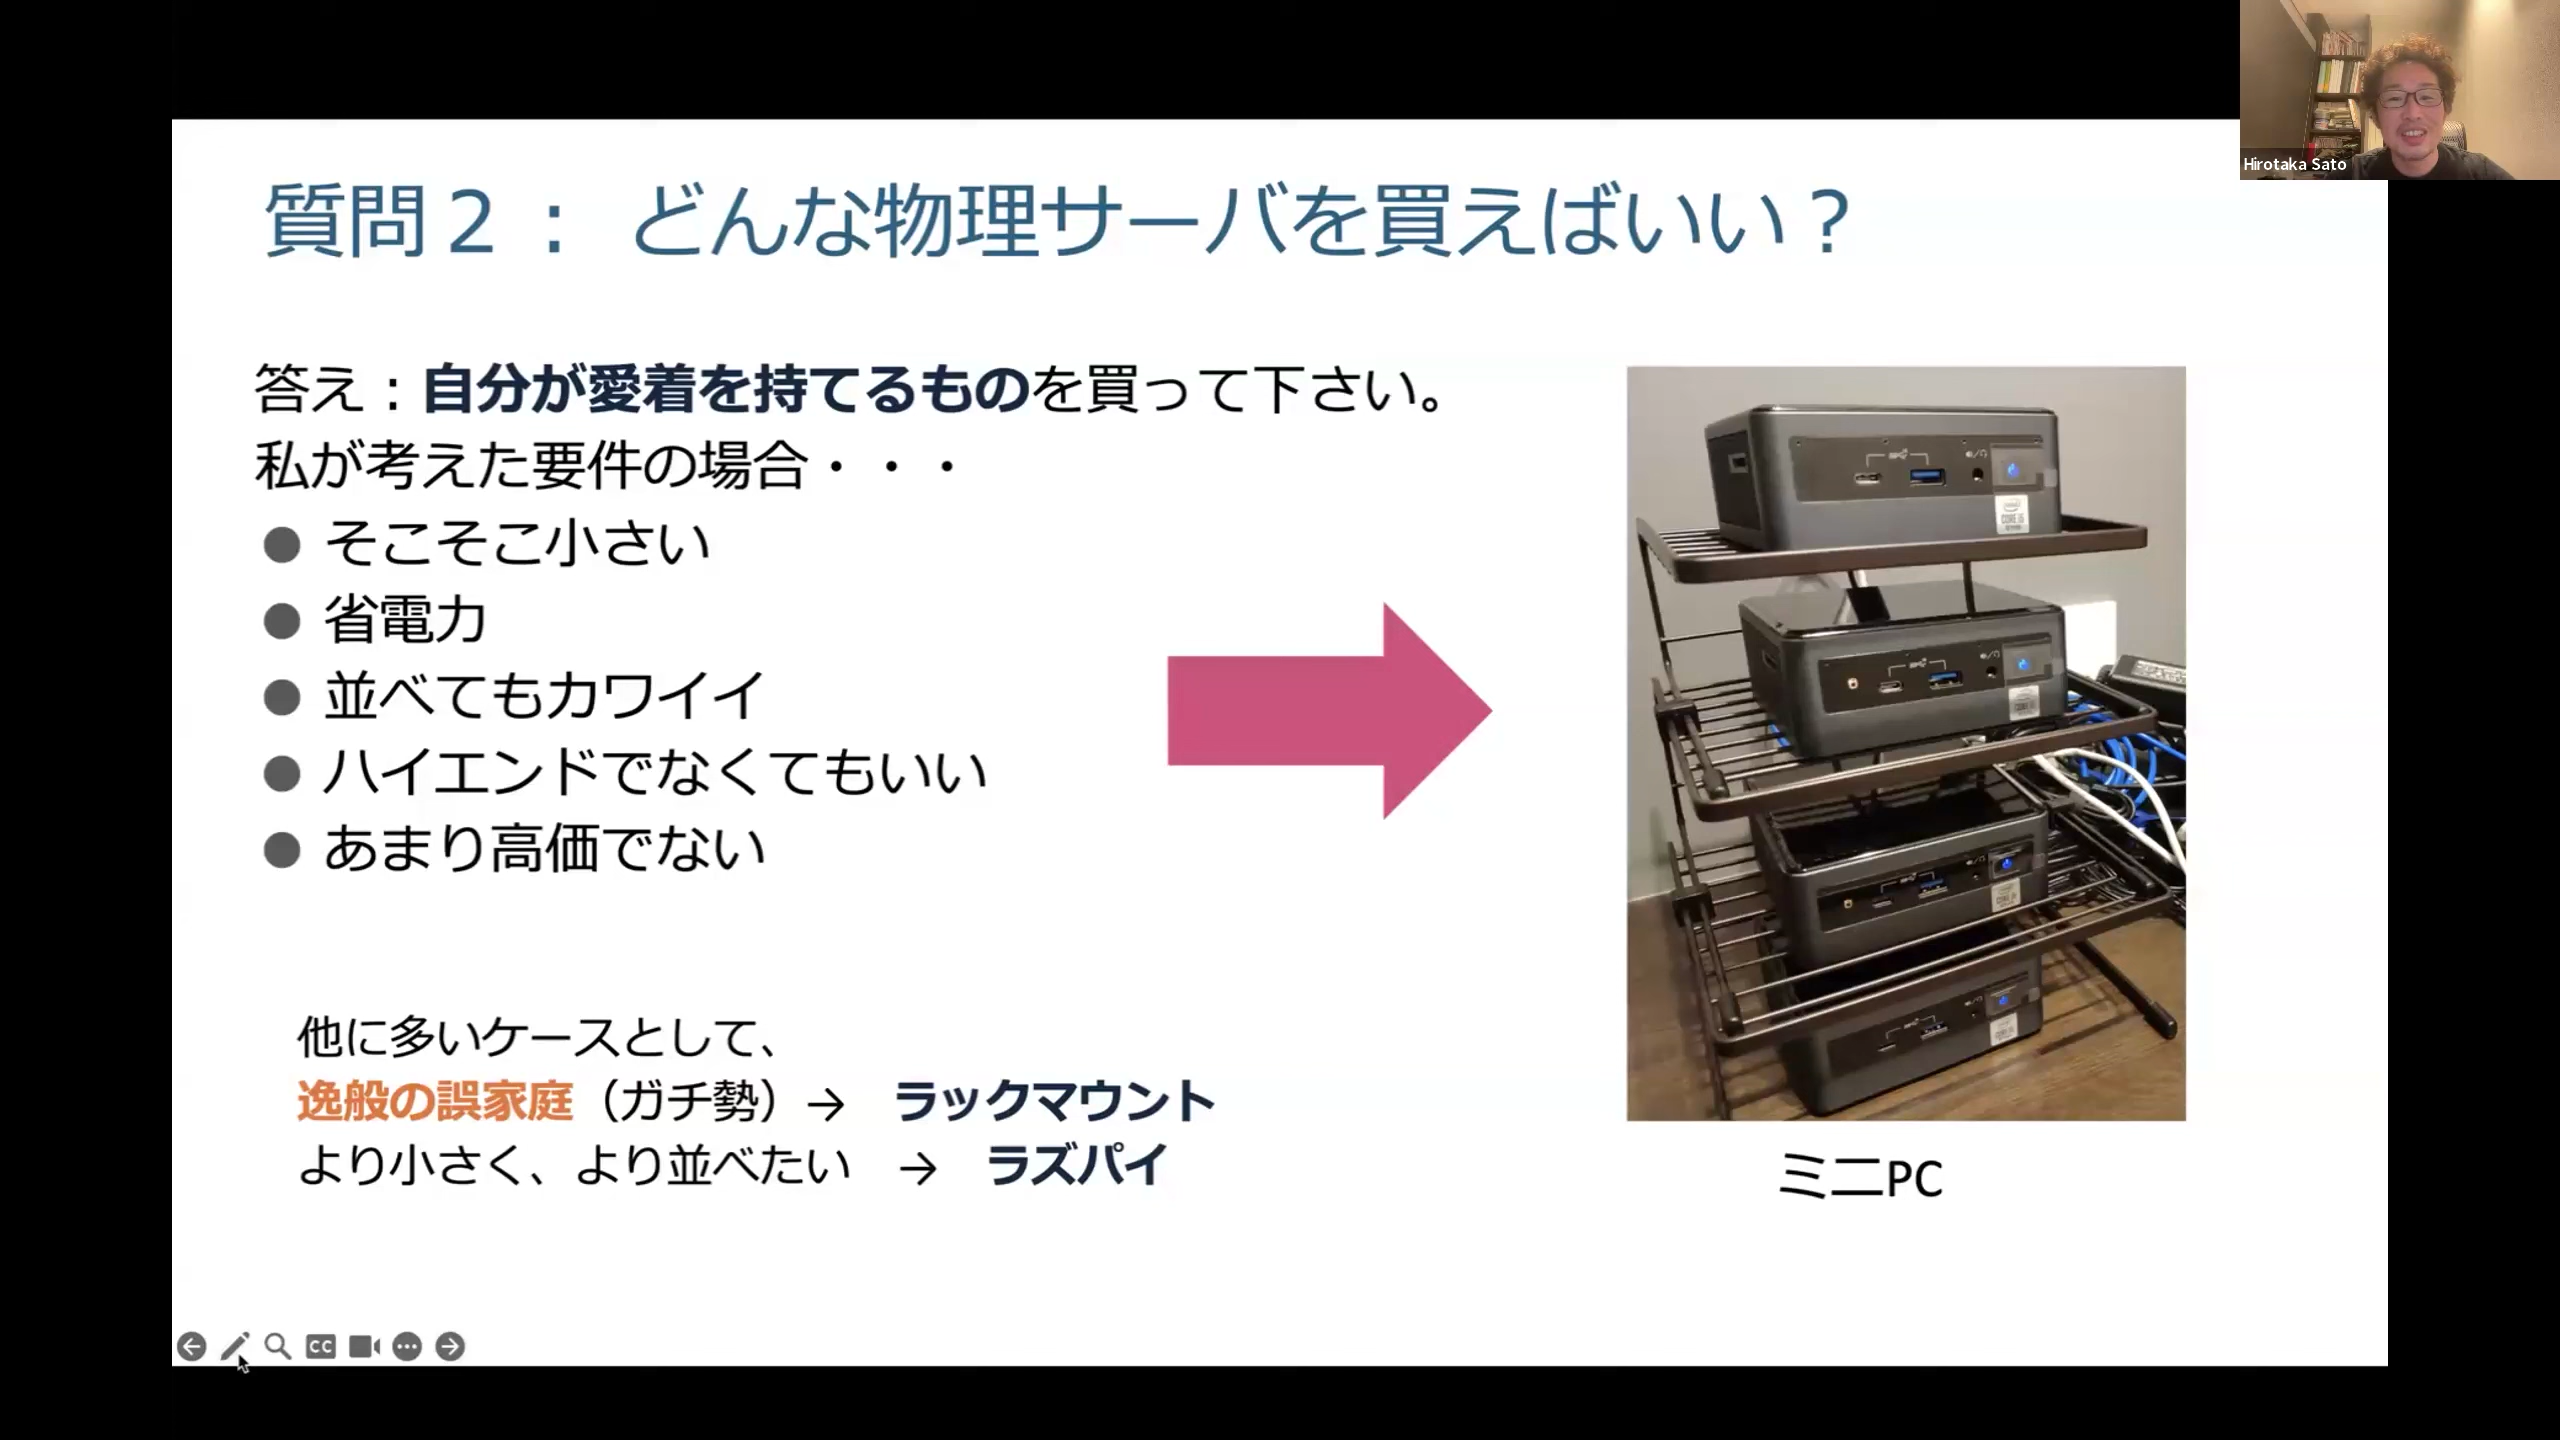 質問２： どんな物理サーバを買えばいい？
答え：自分が愛着を持てるものを買って下さい。
私が考えた要件の場合・・・
● そこそこ小さい
● 省電力
● 並べてもカワイイ
● ハイエンドでなくてもいい
● あまり高価でない
他に多いケースとして、
逸般の誤家庭（ガチ勢）→ ラックマウント
より小さく、より並べたい → ラズパイ
CORE i5
ミニPC
Hirotaka Sato
CC